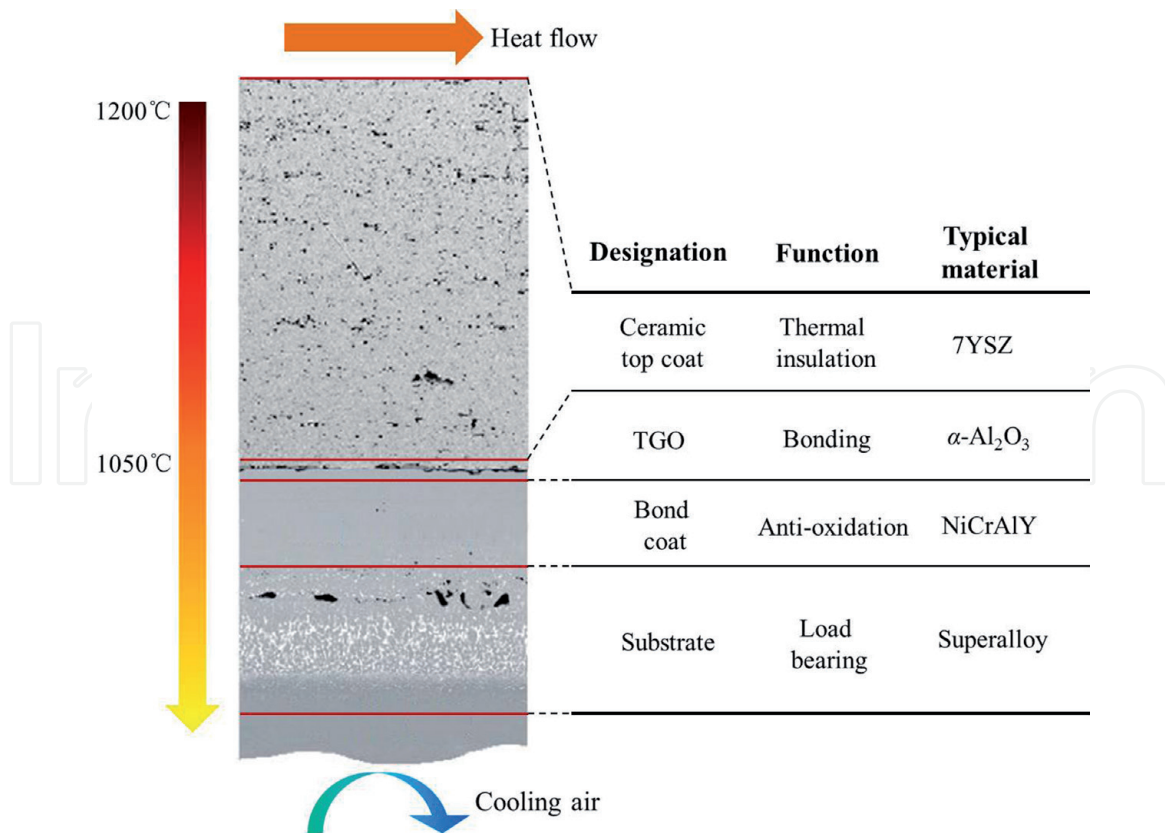 Heat flow
1200℃
1050℃
Designation Function Typical material
Ceramic top coat Thermal insulation 7YSZ
TGO Bonding α-Al₂O₃
Bond coat Anti-oxidation NiCrAlY
Substrate Load bearing Superalloy
Cooling air